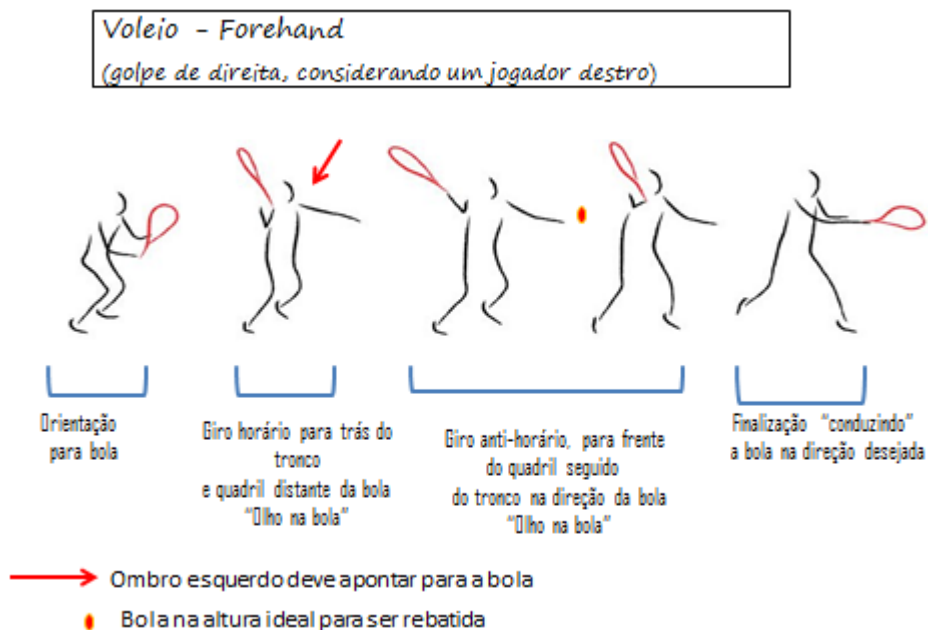 Voleio - Forehand
(golpe de direita, considerando um jogador destro)
Orientação
para bola
Giro horário para trás do
tronco
e quadril distante da bola
“Olho na bola”
Giro anti-horário, para frente
do quadril seguido
do tronco na direção da bola
“Olho na bola”
Finalização “conduzindo”
a bola na direção desejada
Ombro esquerdo deve apontar para a bola
Bola na altura ideal para ser rebatida